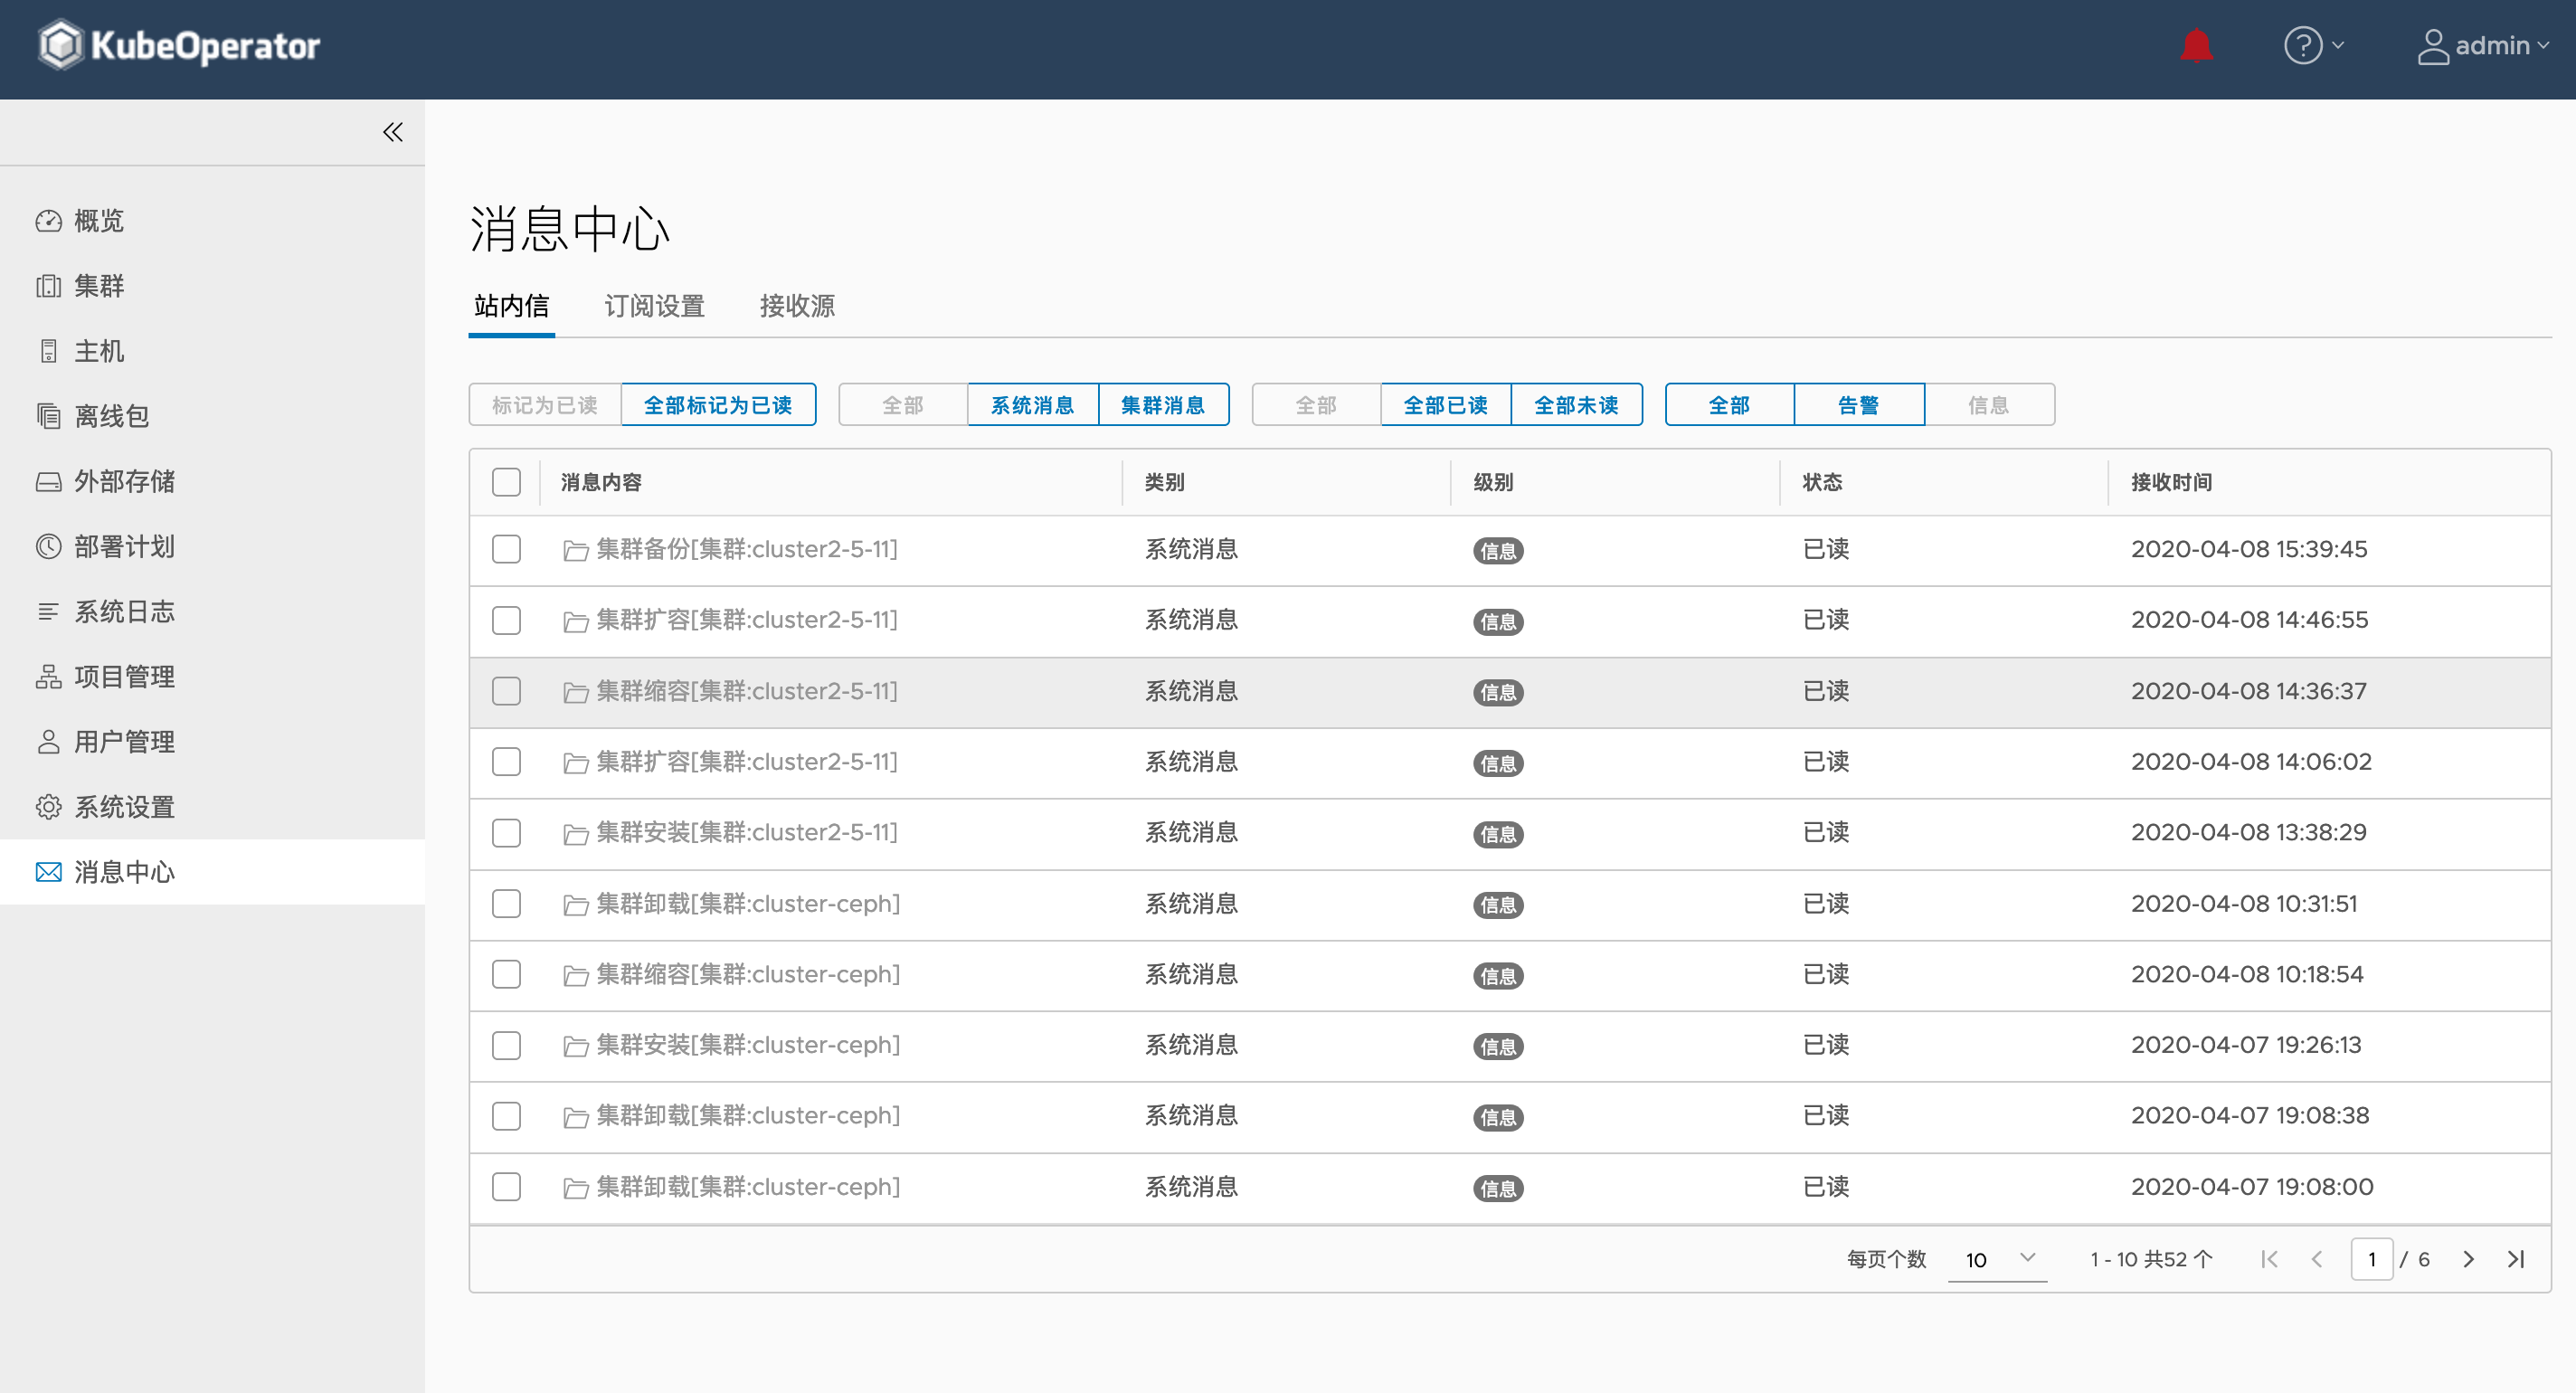 KubeOperator
admin
概览
集群
主机
离线包
外部存储
部署计划
系统日志
项目管理
用户管理
系统设置
消息中心
消息中心
站内信 订阅设置 接收源
标记为已读 全部标记为已读 全部 系统消息 集群消息 全部 全部已读 全部未读 全部 告警 信息
消息内容 类别 级别 状态 接收时间
集群备份[集群:cluster2-5-11] 系统消息 信息 已读 2020-04-08 15:39:45
集群扩容[集群:cluster2-5-11] 系统消息 信息 已读 2020-04-08 14:46:55
集群缩容[集群:cluster2-5-11] 系统消息 信息 已读 2020-04-08 14:36:37
集群扩容[集群:cluster2-5-11] 系统消息 信息 已读 2020-04-08 14:06:02
集群安装[集群:cluster2-5-11] 系统消息 信息 已读 2020-04-08 13:38:29
集群卸载[集群:cluster-ceph] 系统消息 信息 已读 2020-04-08 10:31:51
集群缩容[集群:cluster-ceph] 系统消息 信息 已读 2020-04-08 10:18:54
集群安装[集群:cluster-ceph] 系统消息 信息 已读 2020-04-07 19:26:13
集群卸载[集群:cluster-ceph] 系统消息 信息 已读 2020-04-07 19:08:38
集群卸载[集群:cluster-ceph] 系统消息 信息 已读 2020-04-07 19:08:00
每页个数 10 1 - 10 共52 个 1 / 6